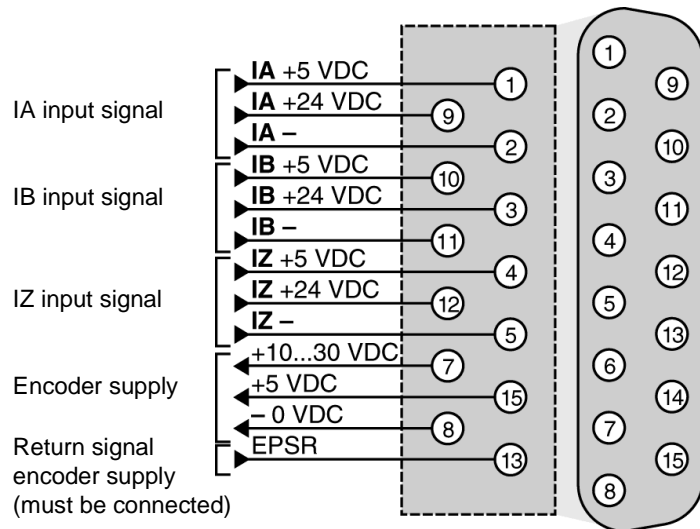 IA input signal
IA +5 VDC
1
IA +24 VDC
9
IA –
2
IB input signal
IB +5 VDC
10
IB +24 VDC
3
IB –
11
IZ input signal
IZ +5 VDC
4
IZ +24 VDC
12
IZ –
5
Encoder supply
+10...30 VDC
7
+5 VDC
15
– 0 VDC
8
Return signal
encoder supply
(must be connected)
EPSR
13
1
9
2
10
3
11
4
12
5
13
6
14
7
15
8